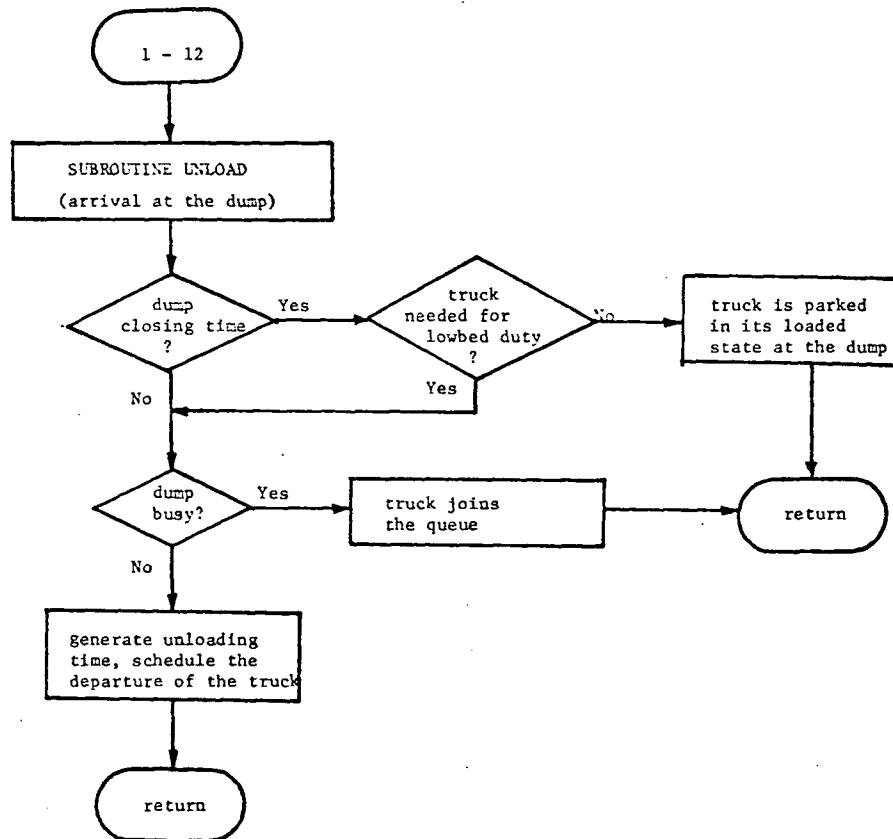 1 - 12
SUBROUTINE UNLOAD
(arrival at the dump)
dump
closing time
?
Yes
truck
needed for
lowbed duty
?
No
truck is parked
in its loaded
state at the dump
No
Yes
dump
busy?
Yes
truck joins
the queue
return
No
generate unloading
time, schedule the
departure of the truck
return